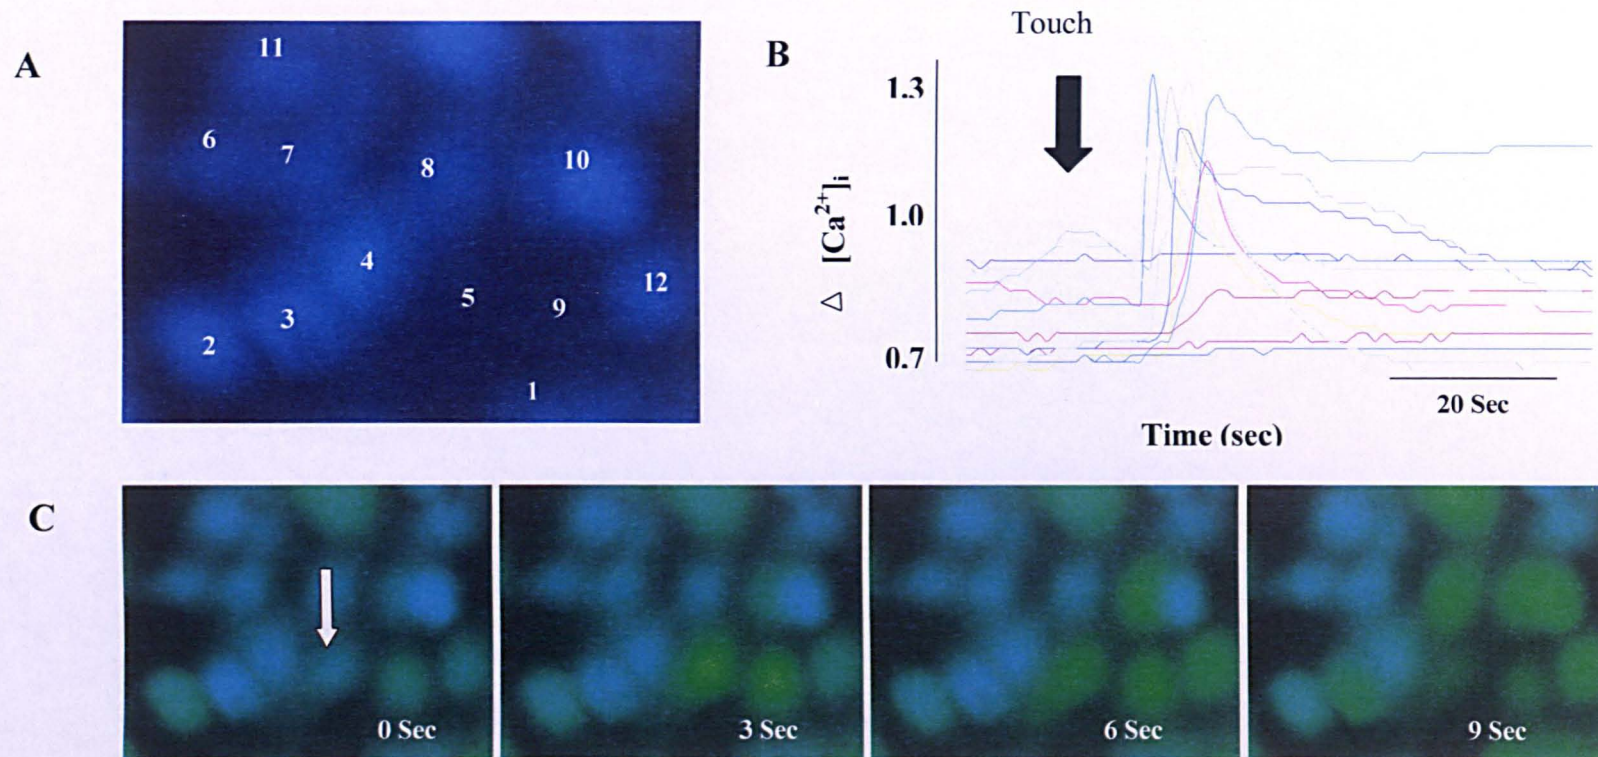 A
11
6
7
8
10
4
12
5
9
3
2
1
B
Touch
1.3
1.0
0.7
Δ [Ca²⁺]ᵢ
20 Sec
Time (sec)
C
0 Sec
3 Sec
6 Sec
9 Sec